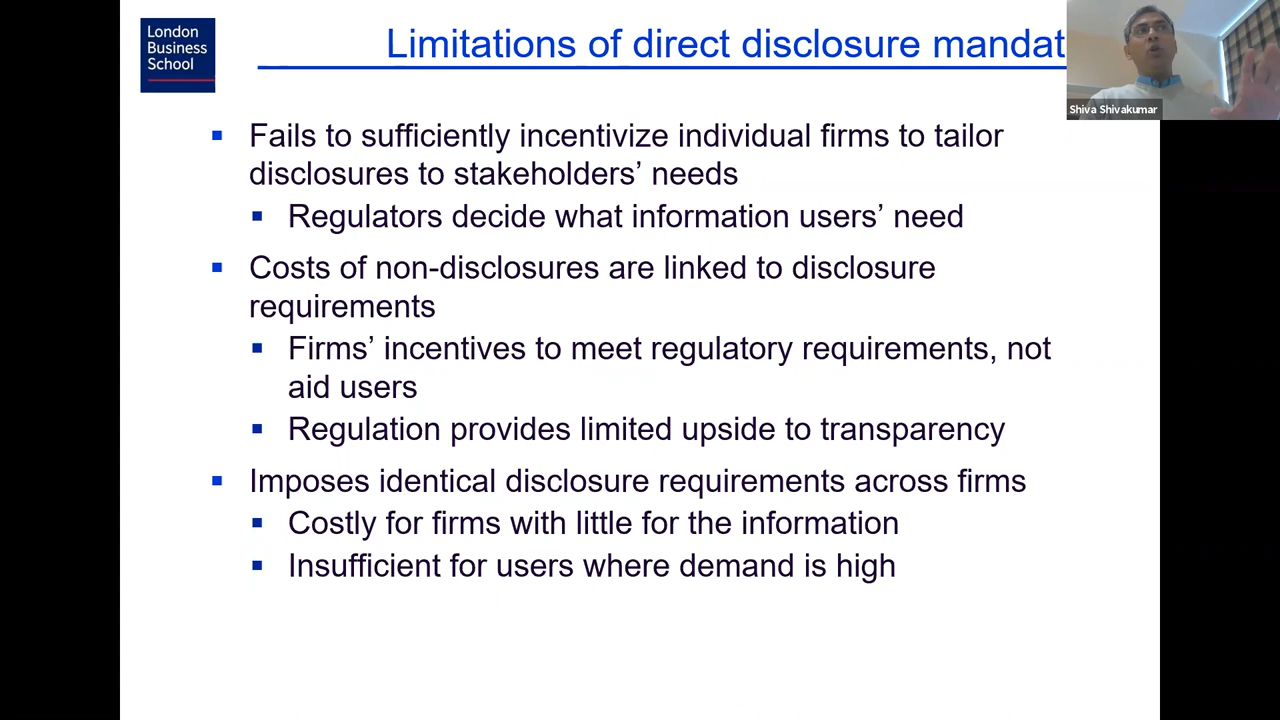 London
Business
School
Limitations of direct disclosure mandat
Shiva Shivakumar
Fails to sufficiently incentivize individual firms to tailor
disclosures to stakeholders’ needs
Regulators decide what information users’ need
Costs of non-disclosures are linked to disclosure
requirements
Firms’ incentives to meet regulatory requirements, not
aid users
Regulation provides limited upside to transparency
Imposes identical disclosure requirements across firms
Costly for firms with little for the information
Insufficient for users where demand is high